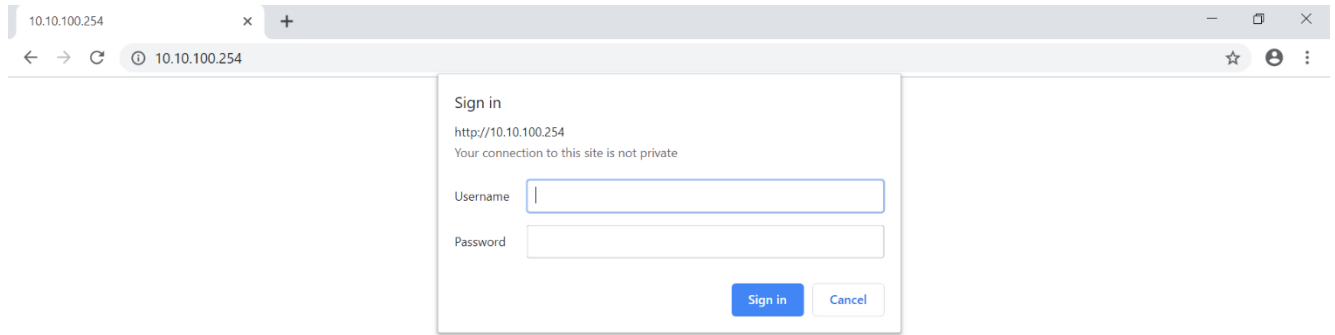 10.10.100.254
10.10.100.254
Sign in
http://10.10.100.254
Your connection to this site is not private
Username
Password
Sign in Cancel